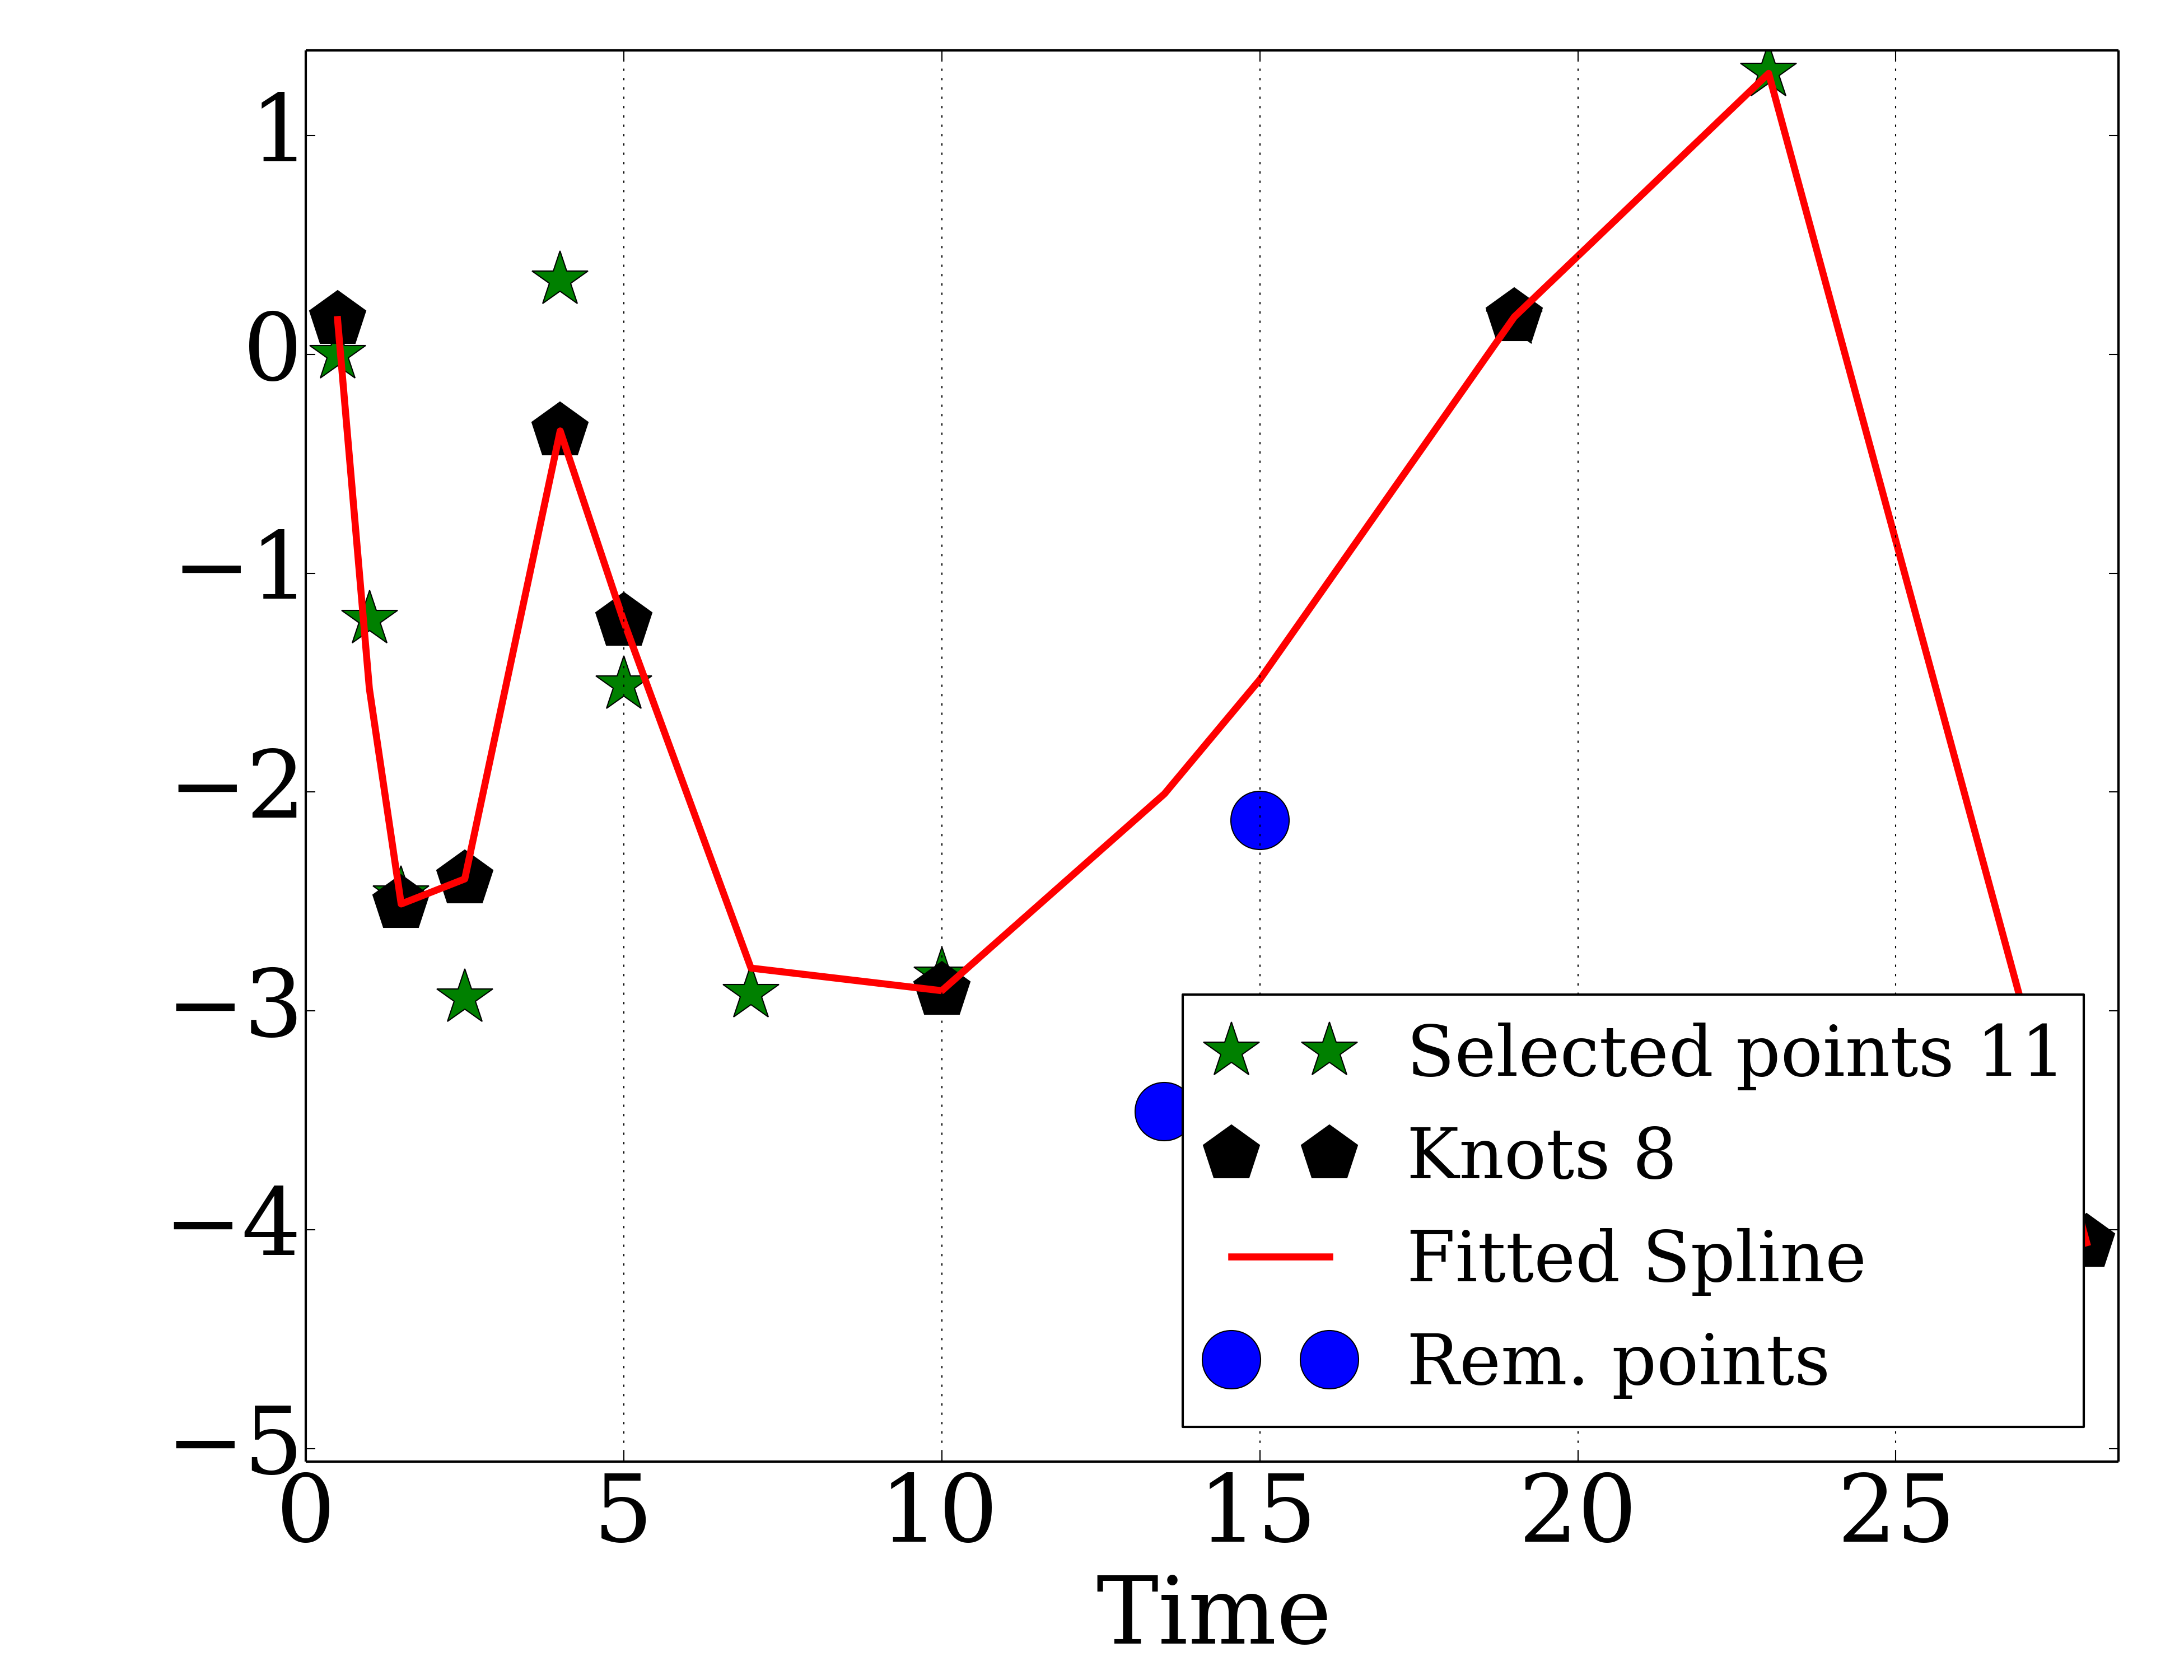 1
0
−1
−2
−3
−4
−5
0 5 10 15 20 25
Time
Selected points 11
Knots 8
Fitted Spline
Rem. points